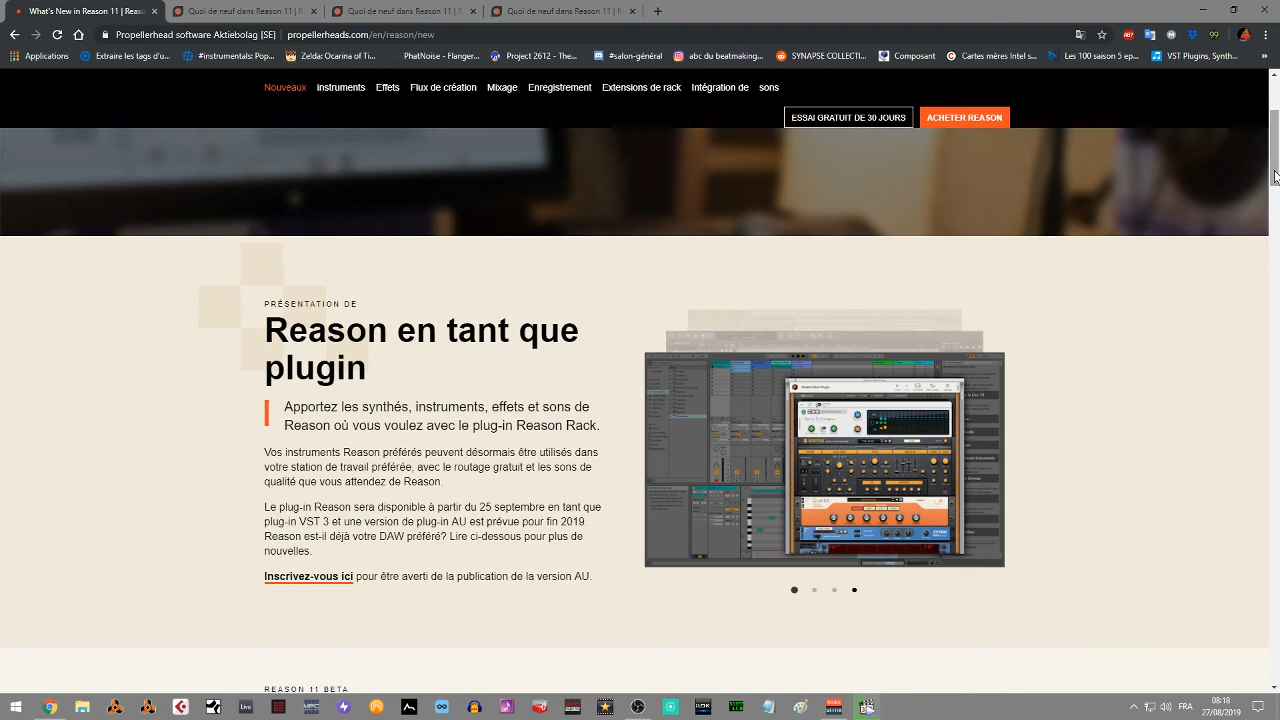 What's New in 11 Reaso
Quoi de neuf dans Reason 11 | Re
Quoi de neuf dans Reason 11 | Re
Quoi de neuf dans Reason 11 | Re
Propellerhead software Aktiebolag [SE] | propellerheads.com/en/reason/new
Applications
Extraire les tags d'u...
#instrumentals: Pop...
Zelda Ocarina of Ti...
PhatNoise - Flanger...
Project 2612 - The...
#salon-général
abc du beatmaking...
SYNAPSE COLLECTI...
Composant
Cartes mères Intel s...
Les 100 saison 5 ep...
VST Plugins, Synth...
»
Nouveaux instruments Effets Flux de création Mixage Enregistrement Extensions de rack Intégration de sons
ESSAI GRATUIT DE 30 JOURS
ACHETER REASON
PRÉSENTATION DE
Reason en tant que
plugin
Apportez les synthés, instruments, effets et sons de
Reason où vous voulez avec le plug-in Reason Rack.
Vos instruments Reason préférés peuvent désormais être utilisés dans
votre station de travail préférée, avec le routage gratuit et les sons de
qualité que vous attendez de Reason.
Le plug-in Reason sera disponible à partir du 25 septembre en tant que
plug-in VST 3 et une version de plug-in AU est prévue pour fin 2019.
Reason est-il déjà votre DAW préféré? Lire ci-dessous pour plus de
nouvelles.
Inscrivez-vous ici pour être averti de la publication de la version AU.
Quartet
REASON 11 BETA
Live
MPC
FRA
08:18
27/08/2019